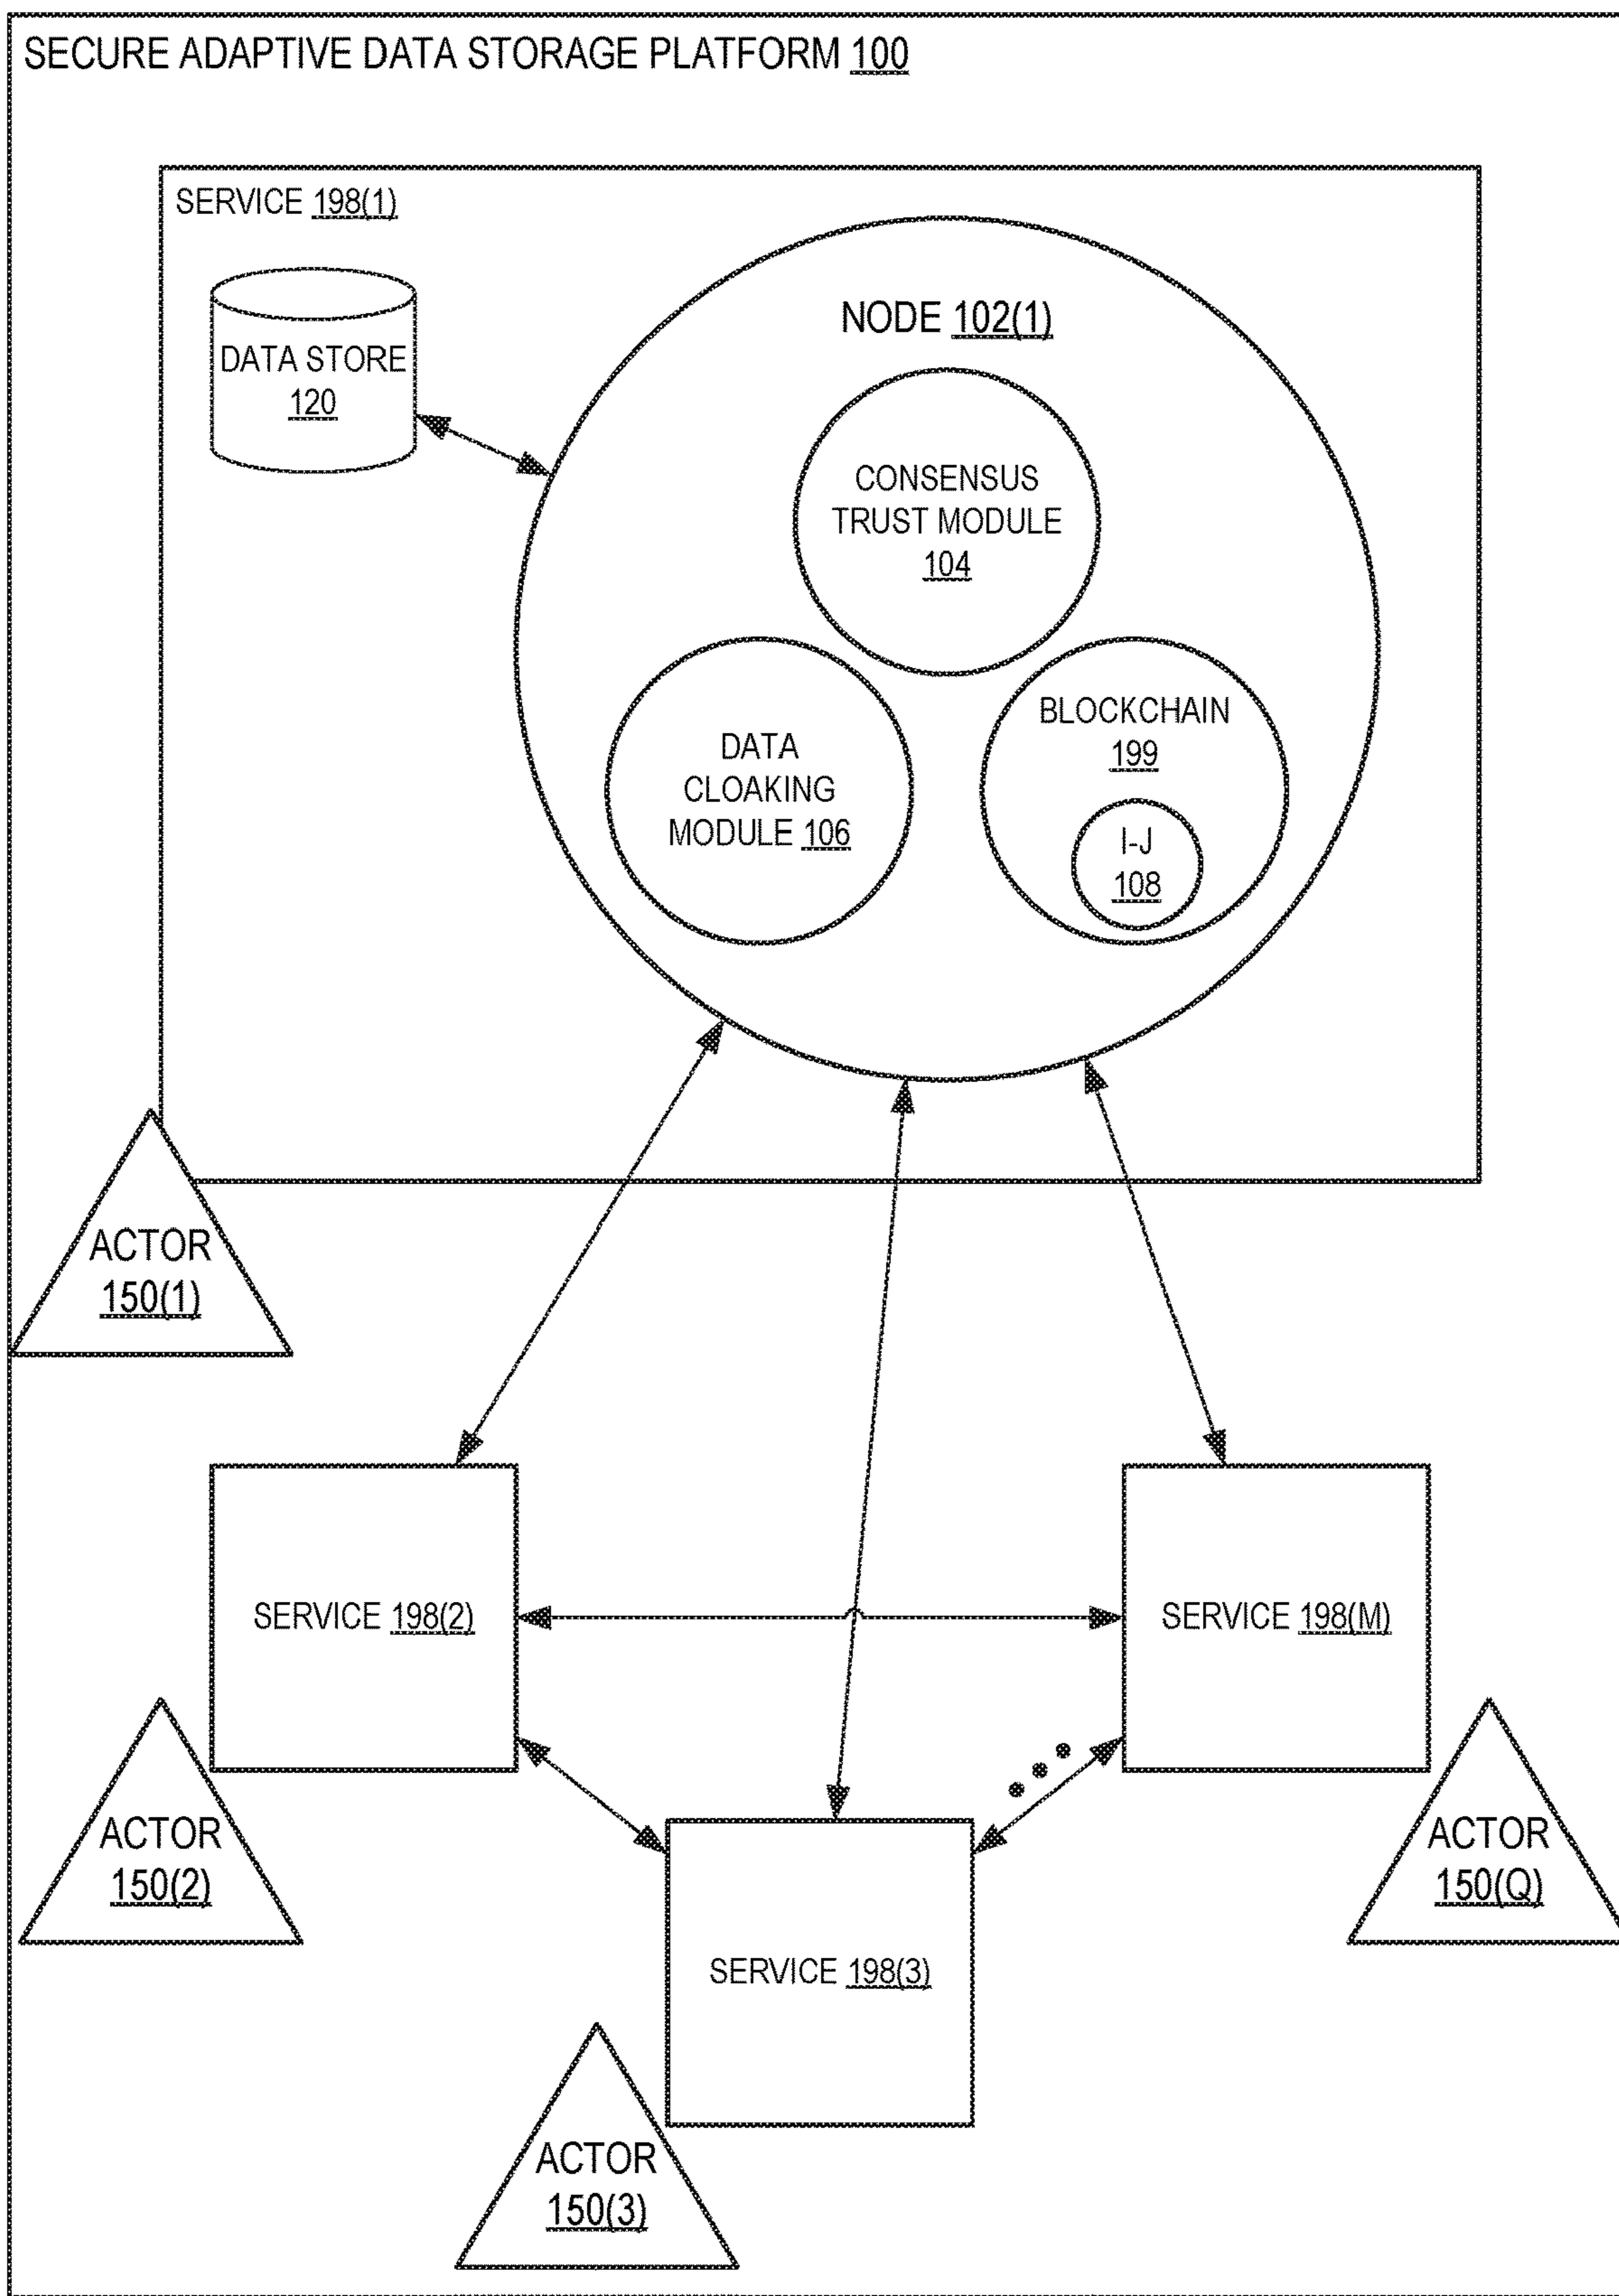 SECURE ADAPTIVE DATA STORAGE PLATFORM 100
SERVICE 198(1)
DATA STORE
120
NODE 102(1)
CONSENSUS
TRUST MODULE
104
DATA
CLOAKING
MODULE 106
BLOCKCHAIN
199
I-J
108
ACTOR
150(1)
SERVICE 198(2)
SERVICE 198(M)
ACTOR
150(2)
ACTOR
150(Q)
SERVICE 198(3)
ACTOR
150(3)